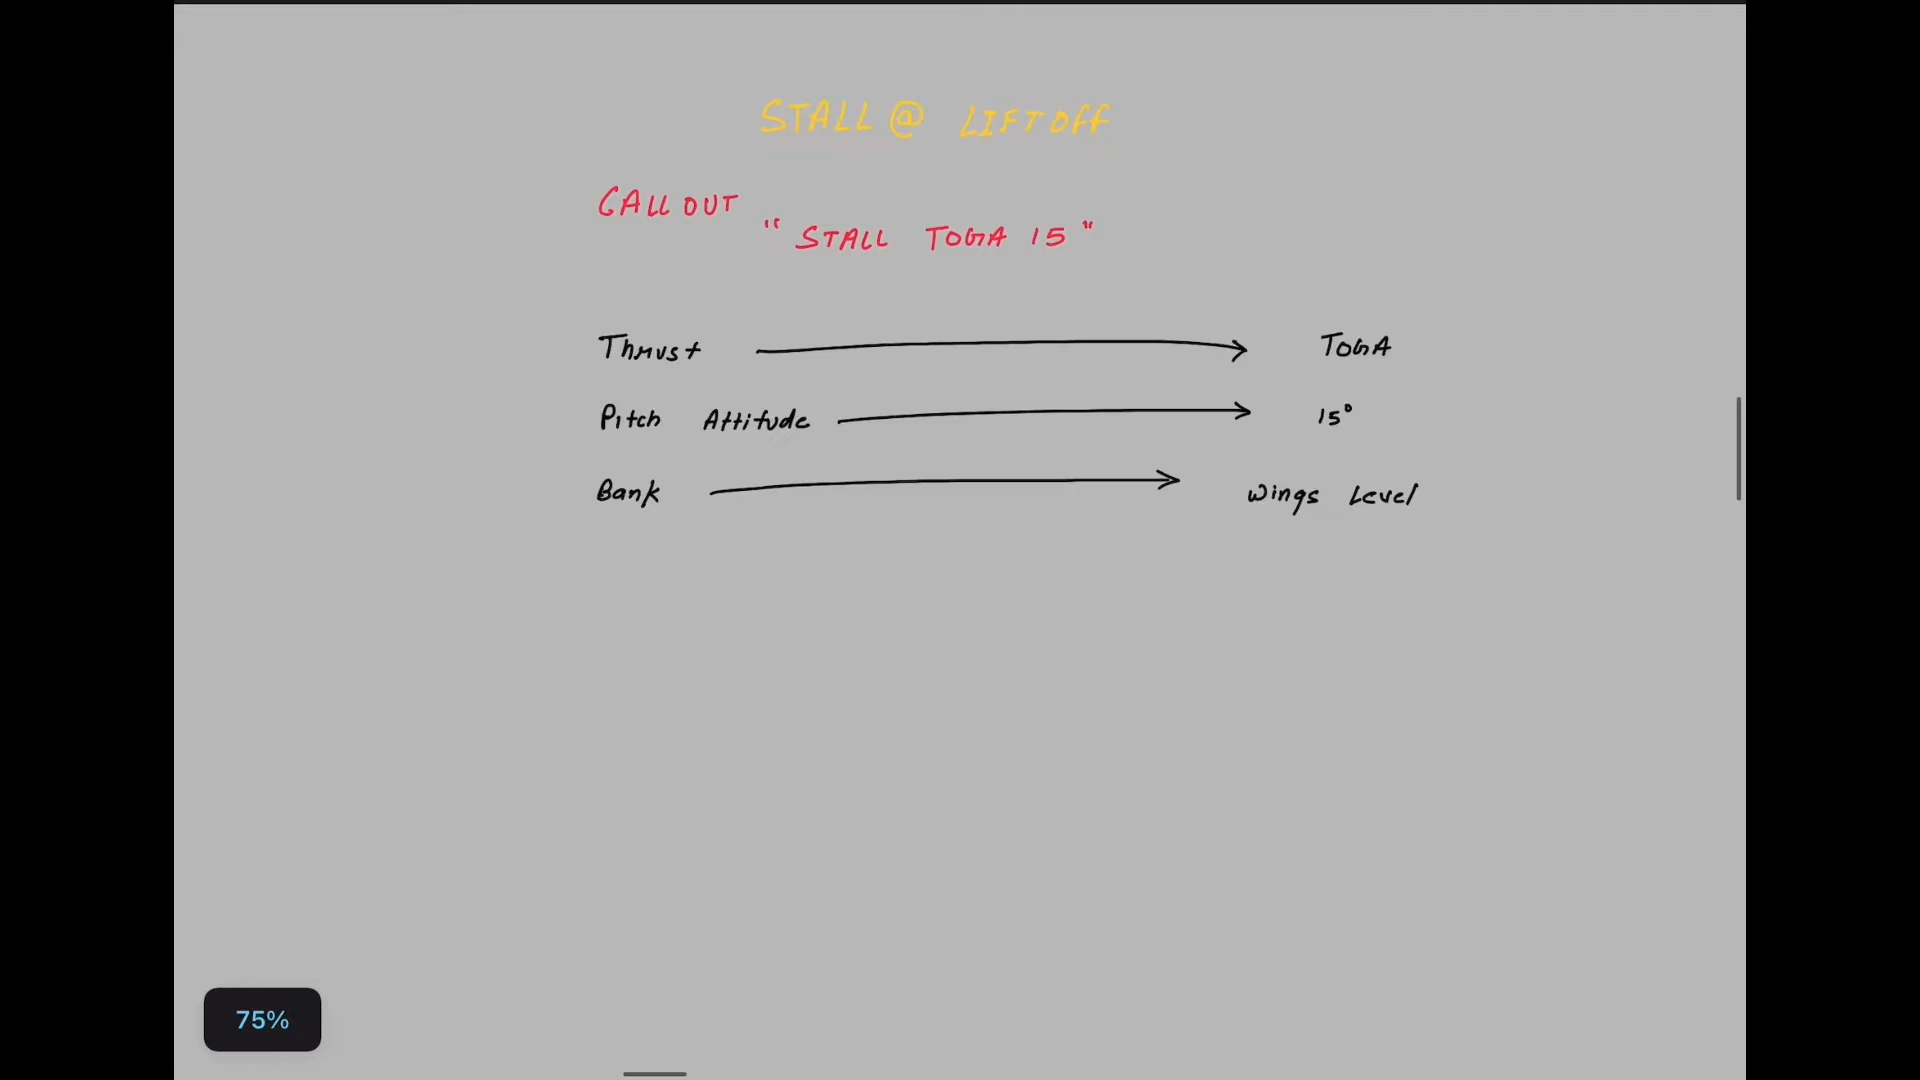 STALL @ LIFTOFF
CALL OUT
" STALL TOGA 15 "
Thrust TOGA
Pitch Attitude 15°
Bank Wings Level
75%